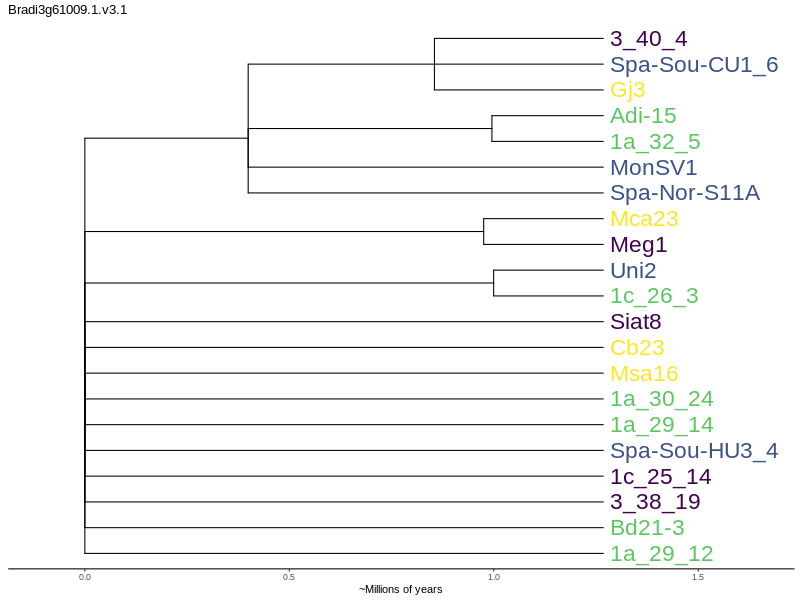 Bradi3g61009.1.v3.1
3_40_4
Spa-Sou-CU1_6
Gj3
Adi-15
1a_32_5
MonSV1
Spa-Nor-S11A
Mca23
Meg1
Uni2
1c_26_3
Siat8
Cb23
Msa16
1a_30_24
1a_29_14
Spa-Sou-HU3_4
1c_25_14
3_38_19
Bd21-3
1a_29_12
0.0 0.5 1.0 1.5
~Millions of years